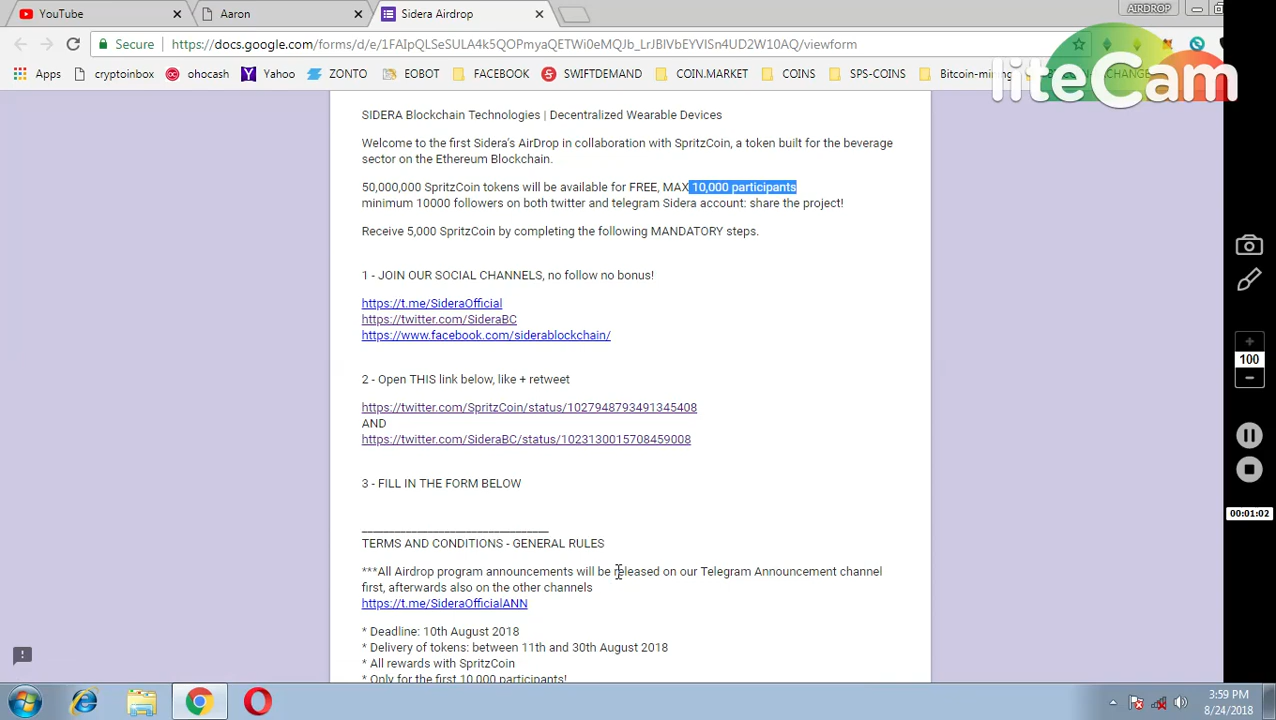 YouTube
Aaron
Sidera Airdrop
AIRDROP
Secure
Apps
cryptoinbox
ohocash
Yahoo
ZONTO
EOBOT
FACEBOOK
SWIFTDEMAND
COIN.MARKET
COINS
SPS-COINS
liteCam
SIDERA Blockchain Technologies | Decentralized Wearable Devices
Welcome to the first Sidera's AirDrop in collaboration with SpritzCoin, a token built for the beverage
sector on the Ethereum Blockchain.
50,000,000 SpritzCoin tokens will be available for FREE, MAX 10,000 participants
minimum 10000 followers on both twitter and telegram Sidera account: share the project!
Receive 5,000 SpritzCoin by completing the following MANDATORY steps.
1 - JOIN OUR SOCIAL CHANNELS, no follow no bonus!
https://t.me/SideraOfficial
https://twitter.com/SideraBC
https://www.facebook.com/siderablockchain/
2 - Open THIS link below, like + retweet
https://twitter.com/SpritzCoin/status/1027948793491345408
AND
https://twitter.com/SideraBC/status/1023130015708459008
3 - FILL IN THE FORM BELOW
TERMS AND CONDITIONS - GENERAL RULES
***All Airdrop program announcements will be released on our Telegram Announcement channel
first, afterwards also on the other channels
https://t.me/SideraOfficialANN
* Deadline: 10th August 2018
* Delivery of tokens: between 11th and 30th August 2018
* All rewards with SpritzCoin
* Only for the first 10,000 participants!
100
00:01:02
3:59 PM
8/24/2018